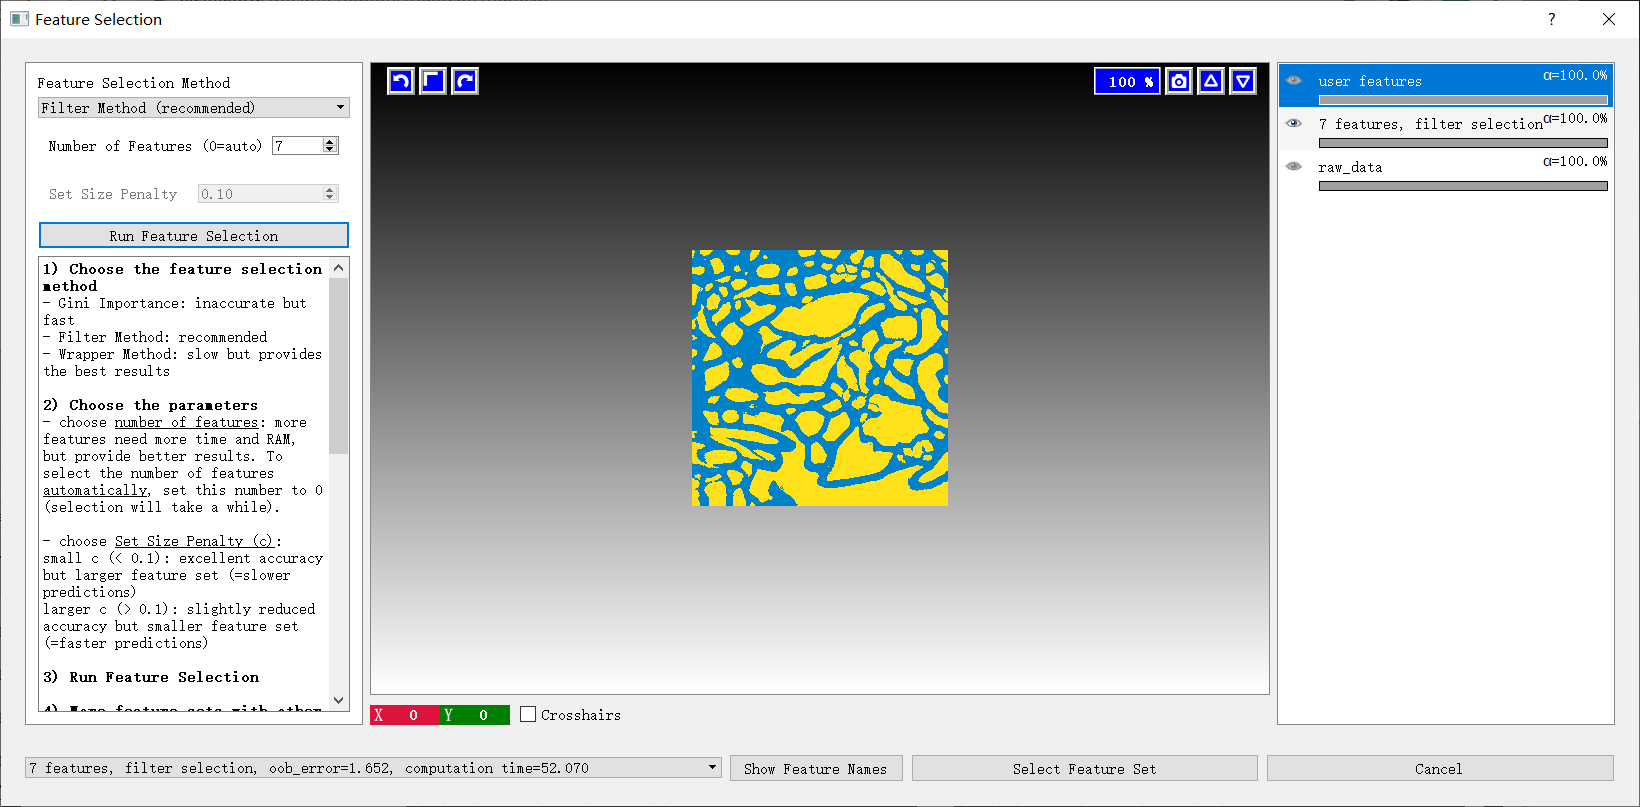 Feature Selection
?
Feature Selection Method
Filter Method (recommended)
Number of Features (0=auto) 7
Set Size Penalty 0.10
Run Feature Selection
1) Choose the feature selection
method
- Gini Importance: inaccurate but
fast
- Filter Method: recommended
- Wrapper Method: slow but provides
the best results
2) Choose the parameters
- choose number of features: more
features need more time and RAM,
but provide better results. To
select the number of features
automatically, set this number to 0
(selection will take a while).
- choose Set Size Penalty (c):
small c (< 0.1): excellent accuracy
but larger feature set (=slower
predictions)
larger c (> 0.1): slightly reduced
accuracy but smaller feature set
(=faster predictions)
3) Run Feature Selection
4) More feature sets with other
100 %
X 0 Y 0
Crosshairs
user features α=100.0%
7 features, filter selection α=100.0%
raw_data α=100.0%
7 features, filter selection, oob_error=1.652, computation time=52.070
Show Feature Names
Select Feature Set
Cancel